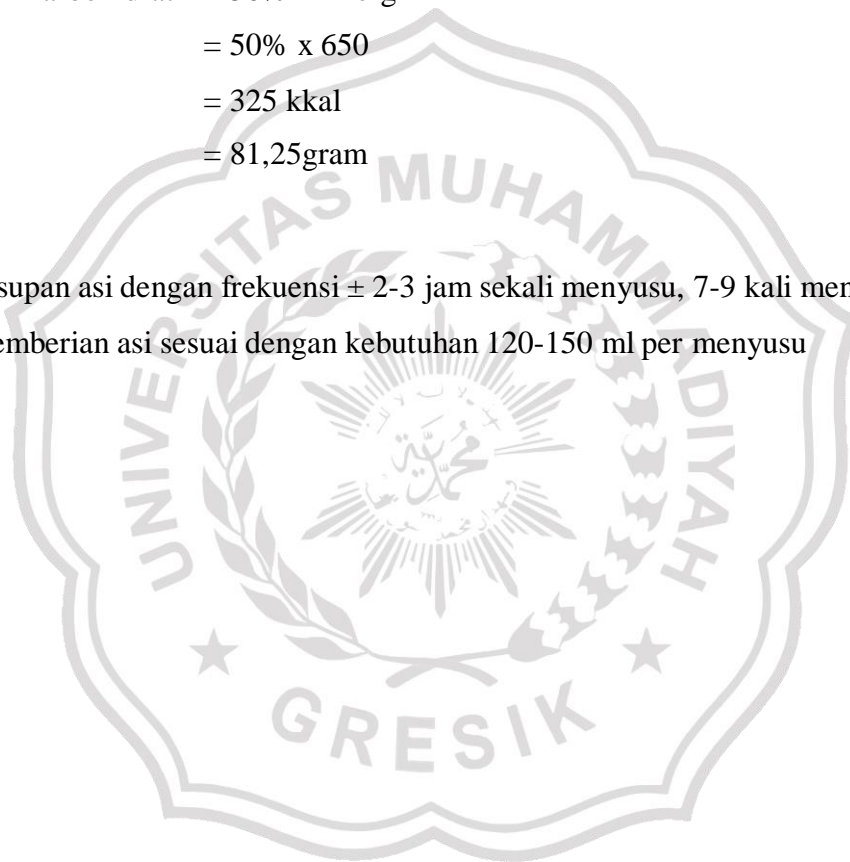 = 50% x 650
= 325 kkal
= 81,25gram
supan asi dengan frekuensi ± 2-3 jam sekali menyusu, 7-9 kali men
emberian asi sesuai dengan kebutuhan 120-150 ml per menyusu
UNIVERSITAS MUHAMMADIYAH
GRESIK